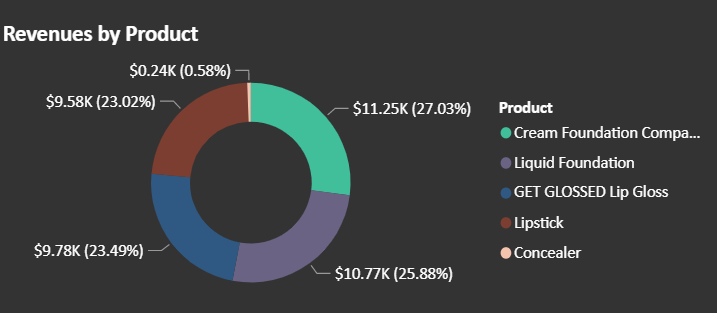 Revenues by Product
$0.24K (0.58%)
$9.58K (23.02%)
$11.25K (27.03%)
$9.78K (23.49%)
$10.77K (25.88%)
Product
Cream Foundation Compa...
Liquid Foundation
GET GLOSSED Lip Gloss
Lipstick
Concealer